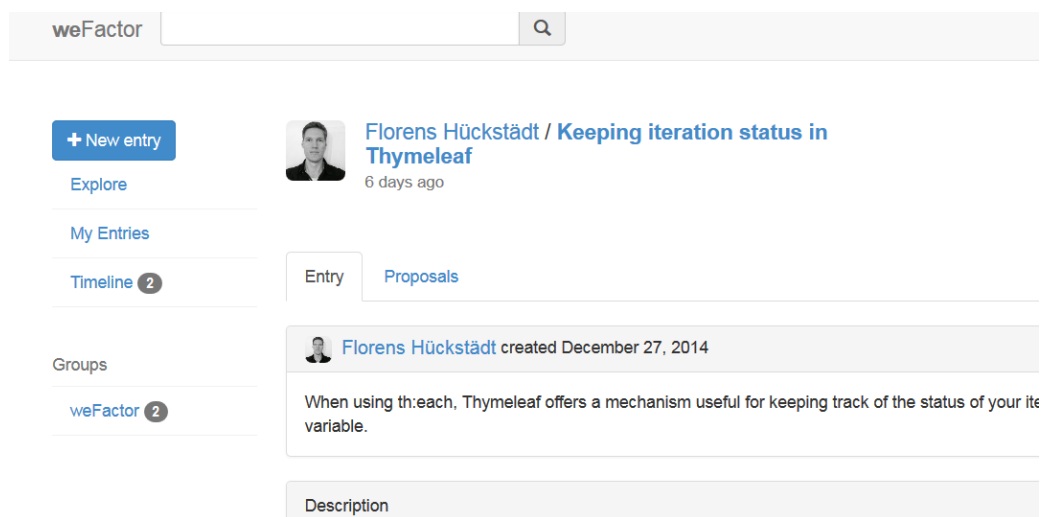 weFactor
New entry
Explore
My Entries
Timeline 2
Groups
weFactor 2
Florens Hückstädt / Keeping iteration status in
Thymeleaf
6 days ago
Entry Proposals
Florens Hückstädt created December 27, 2014
When using th:each, Thymeleaf offers a mechanism useful for keeping track of the status of your ite
variable.
Description